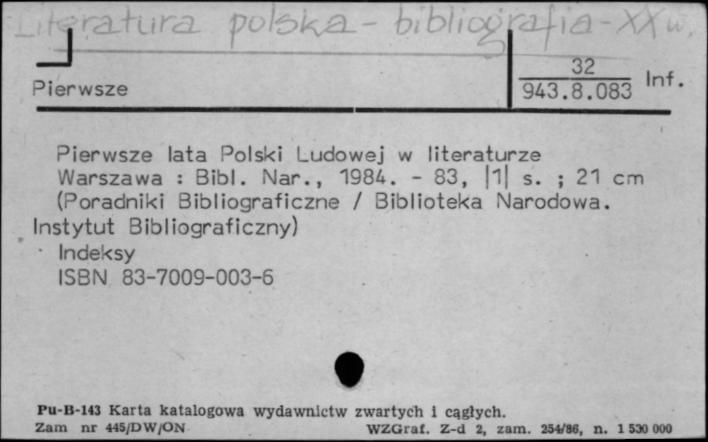 Literatura polska - bibliografia - XX w.
32
943.8.083 Inf.
Pierwsze
Pierwsze lata Polski Ludowej w literaturze
Warszawa : Bibl. Nar., 1984. - 83, |1| s. ; 21 cm
(Poradniki Bibliograficzne / Biblioteka Narodowa.
Instytut Bibliograficzny)
Indeksy
ISBN 83-7009-003-6
Pu-B-143 Karta katalogowa wydawnictw zwartych i cągłych.
Zam nr 445/DW/ON WZGraf. Z-d 2, zam. 254/86, n. 1 530 000